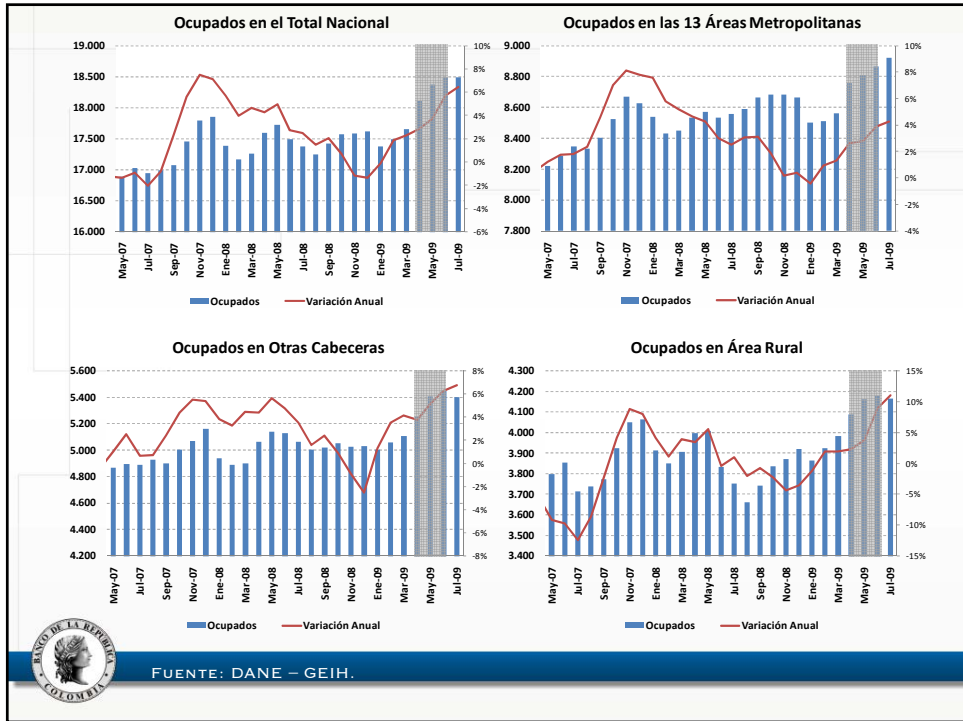 Ocupados en el Total Nacional
19.000
18.500
18.000
17.500
17.000
16.500
16.000
10%
8%
6%
4%
2%
0%
-2%
-4%
-6%
May-07
Jul-07
Sep-07
Nov-07
Ene-08
Mar-08
May-08
Jul-08
Sep-08
Nov-08
Ene-09
Mar-09
May-09
Jul-09
Ocupados
Variación Anual
Ocupados en las 13 Áreas Metropolitanas
9.000
8.800
8.600
8.400
8.200
8.000
7.800
10%
8%
6%
4%
2%
0%
-2%
-4%
May-07
Jul-07
Sep-07
Nov-07
Ene-08
Mar-08
May-08
Jul-08
Sep-08
Nov-08
Ene-09
Mar-09
May-09
Jul-09
Ocupados
Variación Anual
Ocupados en Otras Cabeceras
5.600
5.400
5.200
5.000
4.800
4.600
4.400
4.200
8%
6%
4%
2%
0%
-2%
-4%
-6%
-8%
May-07
Jul-07
Sep-07
Nov-07
Ene-08
Mar-08
May-08
Jul-08
Sep-08
Nov-08
Ene-09
Mar-09
May-09
Jul-09
Ocupados
Variación Anual
Ocupados en Área Rural
4.300
4.200
4.100
4.000
3.900
3.800
3.700
3.600
3.500
3.400
15%
10%
5%
0%
-5%
-10%
-15%
May-07
Jul-07
Sep-07
Nov-07
Ene-08
Mar-08
May-08
Jul-08
Sep-08
Nov-08
Ene-09
Mar-09
May-09
Jul-09
Ocupados
Variación Anual
BANCO DE LA REPUBLICA
COLOMBIA
FUENTE: DANE – GEIH.